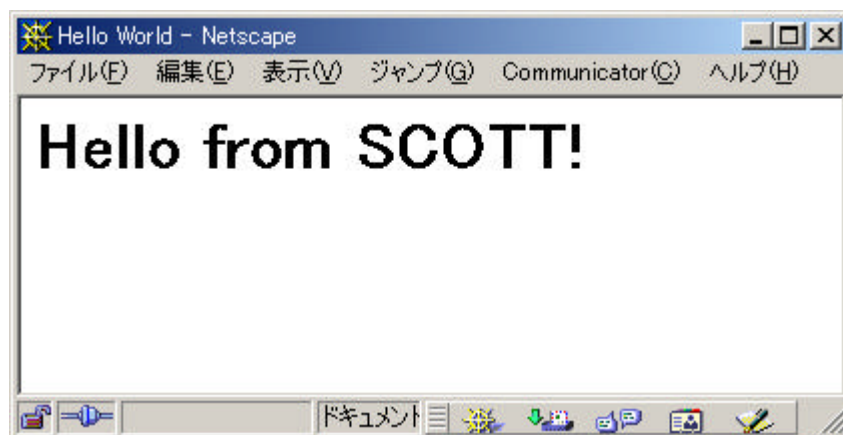 Hello World - Netscape
ファイル(F) 編集(E) 表示(V) ジャンプ(G) Communicator(C) ヘルプ(H)
Hello from SCOTT!
ドキュメント